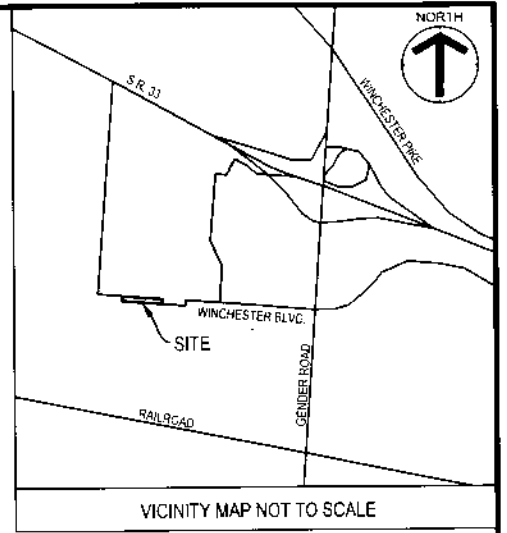 NORTH
S.R. 33
WINCHESTER PIKE
WINCHESTER BLVD.
SITE
GENDER ROAD
RAILROAD
VICINITY MAP NOT TO SCALE